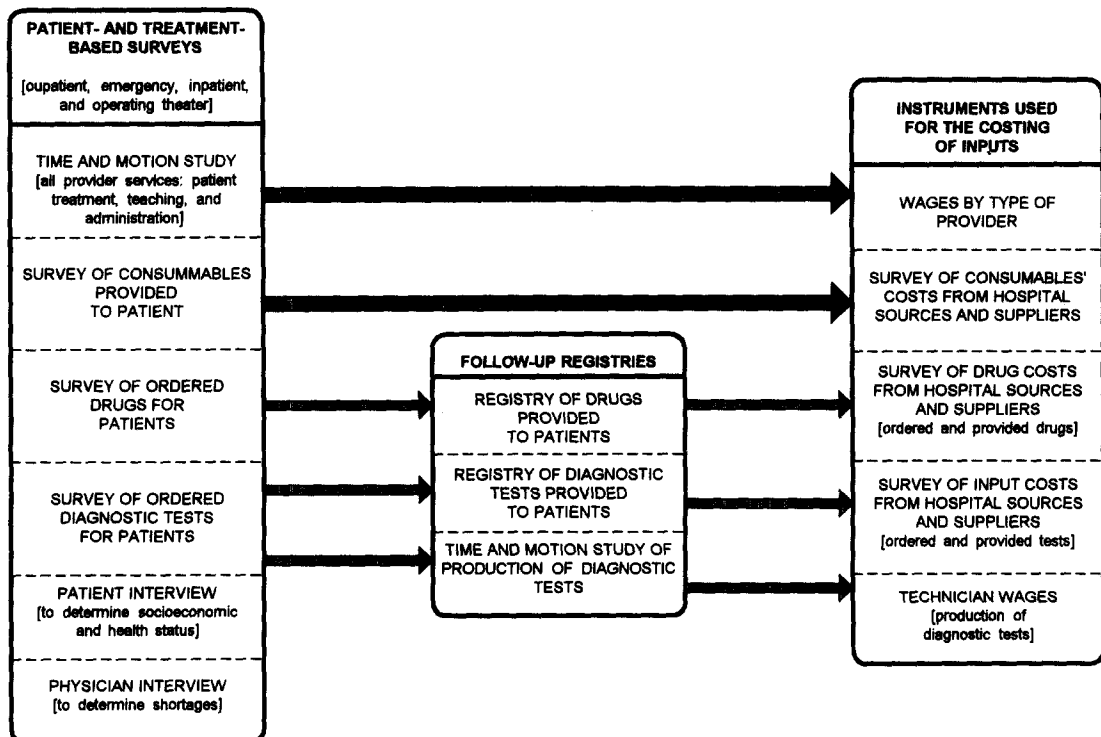 PATIENT- AND TREATMENT-
BASED SURVEYS
[oupatient, emergency, inpatient,
and operating theater]
TIME AND MOTION STUDY
[all provider services: patient
treatment, teaching, and
administration]
SURVEY OF CONSUMMABLES
PROVIDED
TO PATIENT
SURVEY OF ORDERED
DRUGS FOR
PATIENTS
SURVEY OF ORDERED
DIAGNOSTIC TESTS
FOR PATIENTS
PATIENT INTERVIEW
[to determine socioeconomic
and health status]
PHYSICIAN INTERVIEW
[to determine shortages]
FOLLOW-UP REGISTRIES
REGISTRY OF DRUGS
PROVIDED
TO PATIENTS
REGISTRY OF DIAGNOSTIC
TESTS PROVIDED
TO PATIENTS
TIME AND MOTION STUDY OF
PRODUCTION OF DIAGNOSTIC
TESTS
INSTRUMENTS USED
FOR THE COSTING
OF INPUTS
WAGES BY TYPE OF
PROVIDER
SURVEY OF CONSUMABLES'
COSTS FROM HOSPITAL
SOURCES AND SUPPLIERS
SURVEY OF DRUG COSTS
FROM HOSPITAL SOURCES
AND SUPPLIERS
[ordered and provided drugs]
SURVEY OF INPUT COSTS
FROM HOSPITAL SOURCES
AND SUPPLIERS
[ordered and provided tests]
TECHNICIAN WAGES
[production of
diagnostic tests]